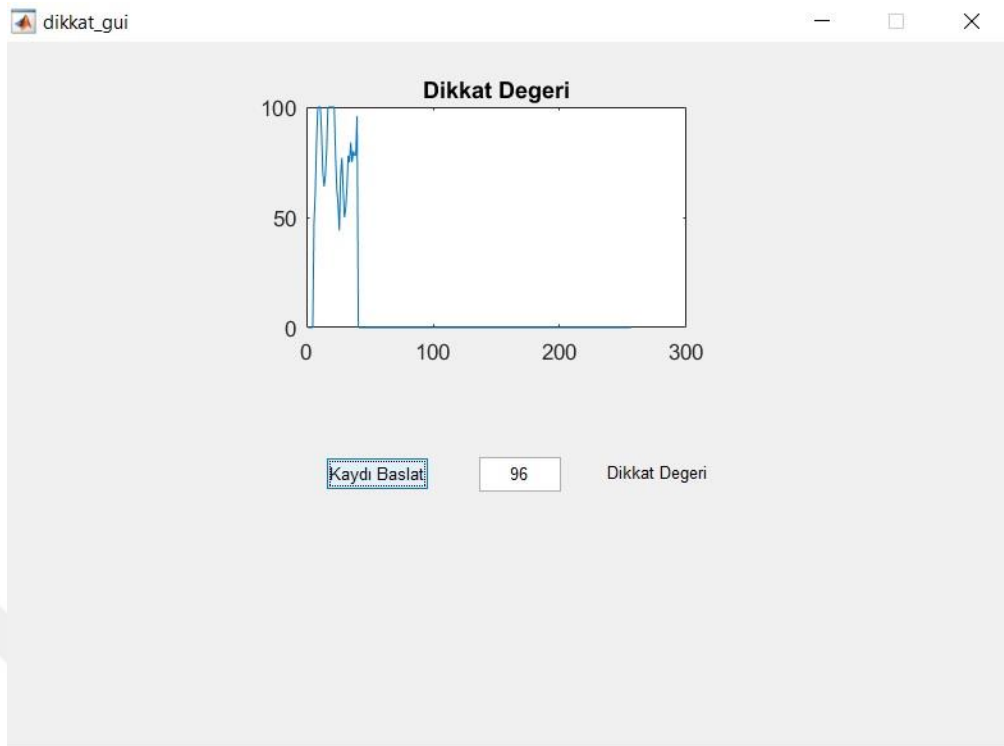 dikkat_gui
Dikkat Degeri
100
50
0
0 100 200 300
Kaydı Baslat 96 Dikkat Degeri